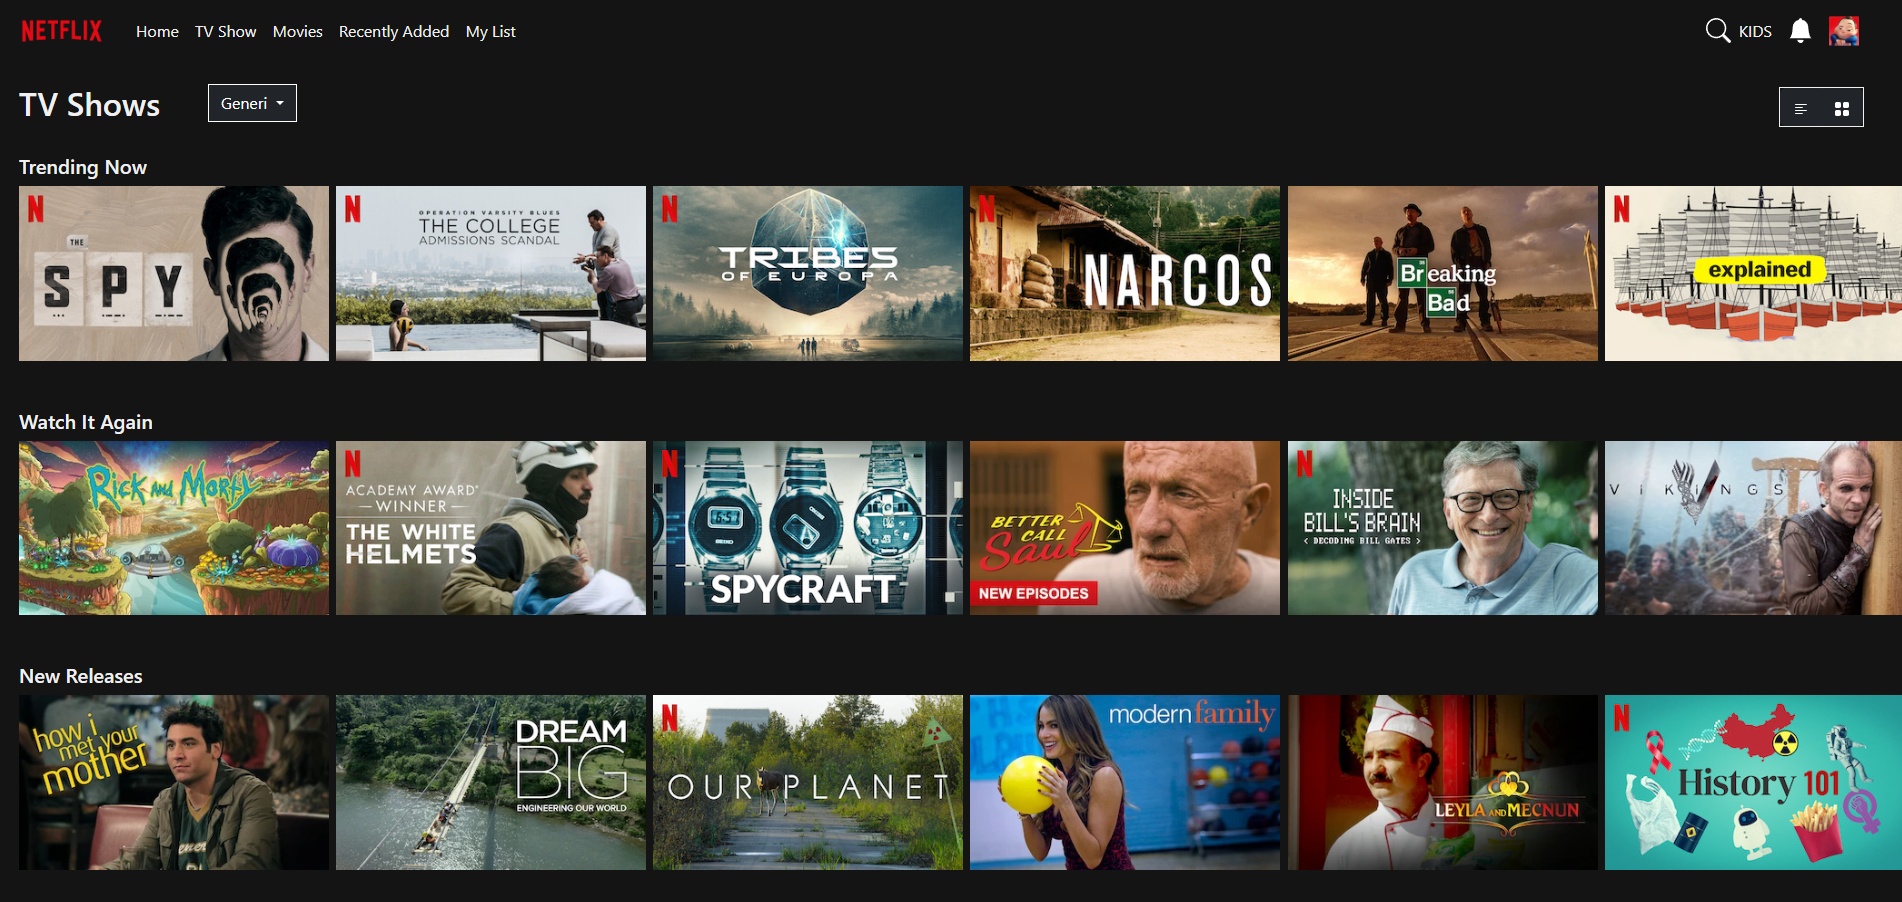 NETFLIX
Home
TV Show
Movies
Recently Added
My List
KIDS
TV Shows
Generi
Trending Now
N
THE
SPY
N
OPERATION VARSITY BLUES
THE COLLEGE
ADMISSIONS SCANDAL
N
TRIBES
OF EUROPA
N
NARCOS
Breaking
Bad
N
explained
Watch It Again
Rick and Morty
N
ACADEMY AWARD®
WINNER
THE WHITE
HELMETS
N
6:57
SPYCRAFT
BETTER
CALL
Saul
NEW EPISODES
N
INSIDE
BILL'S BRAIN
< DECODING BILL GATES >
VIKINGS
New Releases
how i
met your
mother
DREAM
BIG
ENGINEERING OUR WORLD
N
OUR PLANET
modern family
LEYLA AND MECNUN
N
History 101